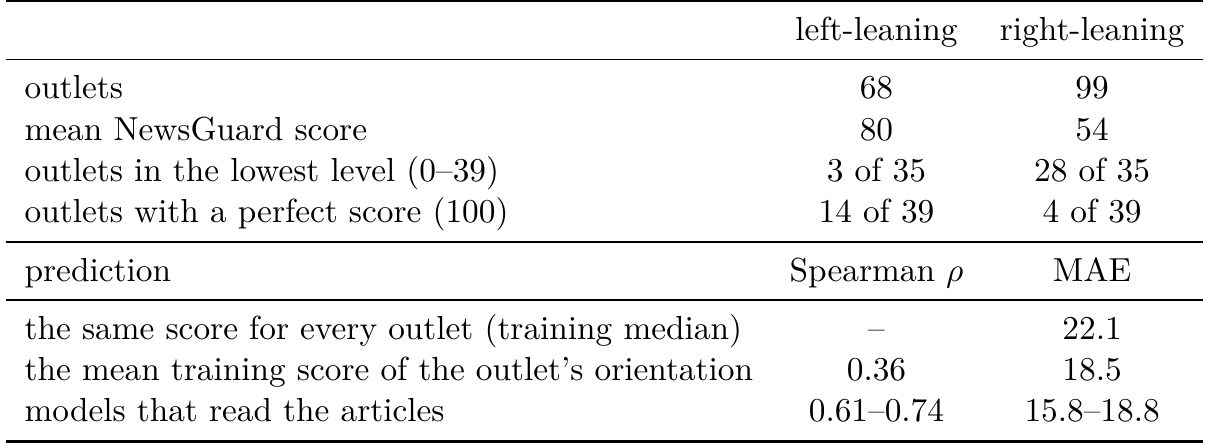 left-leaning right-leaning
outlets 68 99
mean NewsGuard score 80 54
outlets in the lowest level (0–39) 3 of 35 28 of 35
outlets with a perfect score (100) 14 of 39 4 of 39
prediction Spearman ρ MAE
the same score for every outlet (training median) – 22.1
the mean training score of the outlet's orientation 0.36 18.5
models that read the articles 0.61–0.74 15.8–18.8